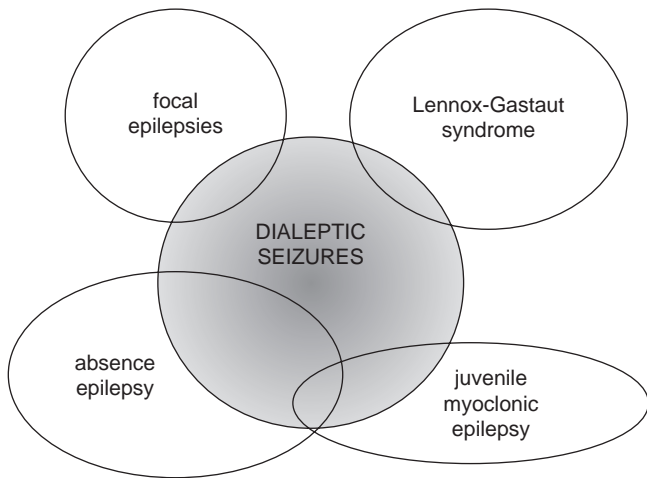 focal
epilepsies
Lennox-Gastaut
syndrome
DIALEPTIC
SEIZURES
absence
epilepsy
juvenile
myoclonic
epilepsy